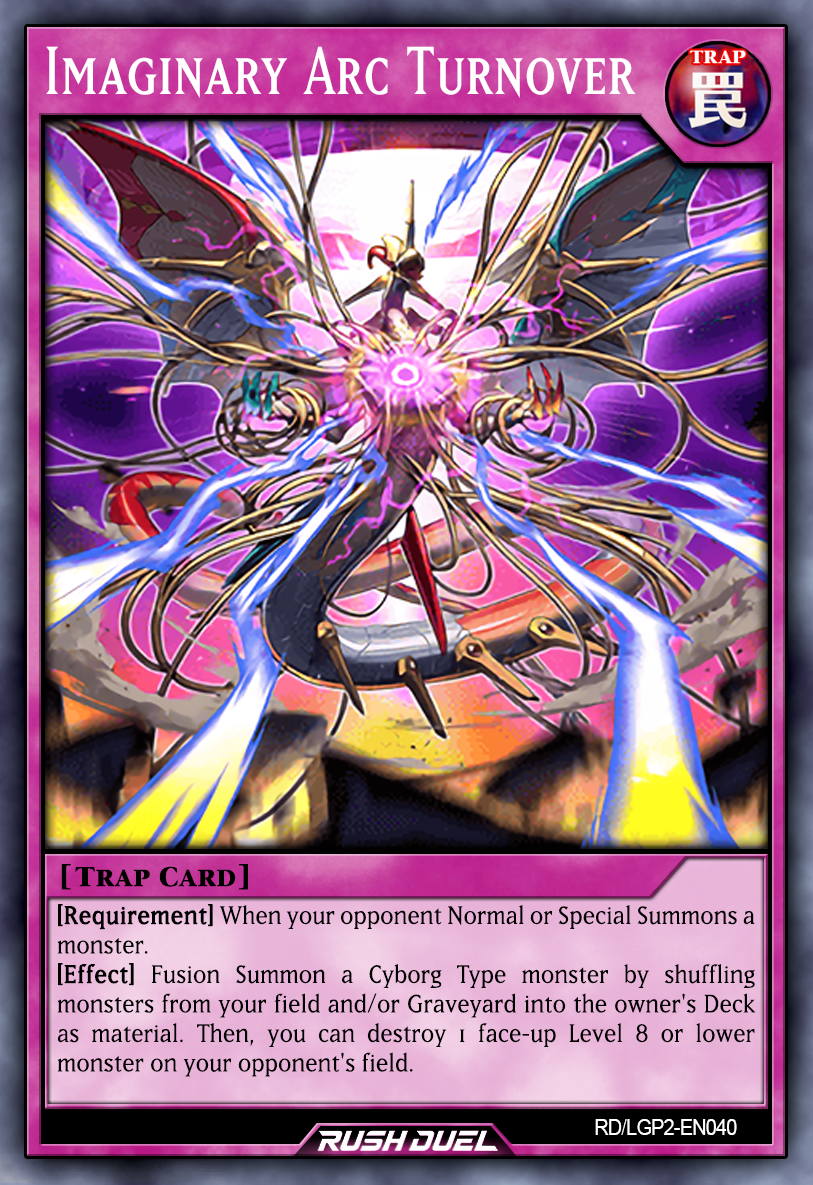 Imaginary Arc Turnover
TRAP
罠
[Trap Card]
[Requirement] When your opponent Normal or Special Summons a
monster.
[Effect] Fusion Summon a Cyborg Type monster by shuffling
monsters from your field and/or Graveyard into the owner's Deck
as material. Then, you can destroy 1 face-up Level 8 or lower
monster on your opponent's field.
RD/LGP2-EN040
RUSH DUEL